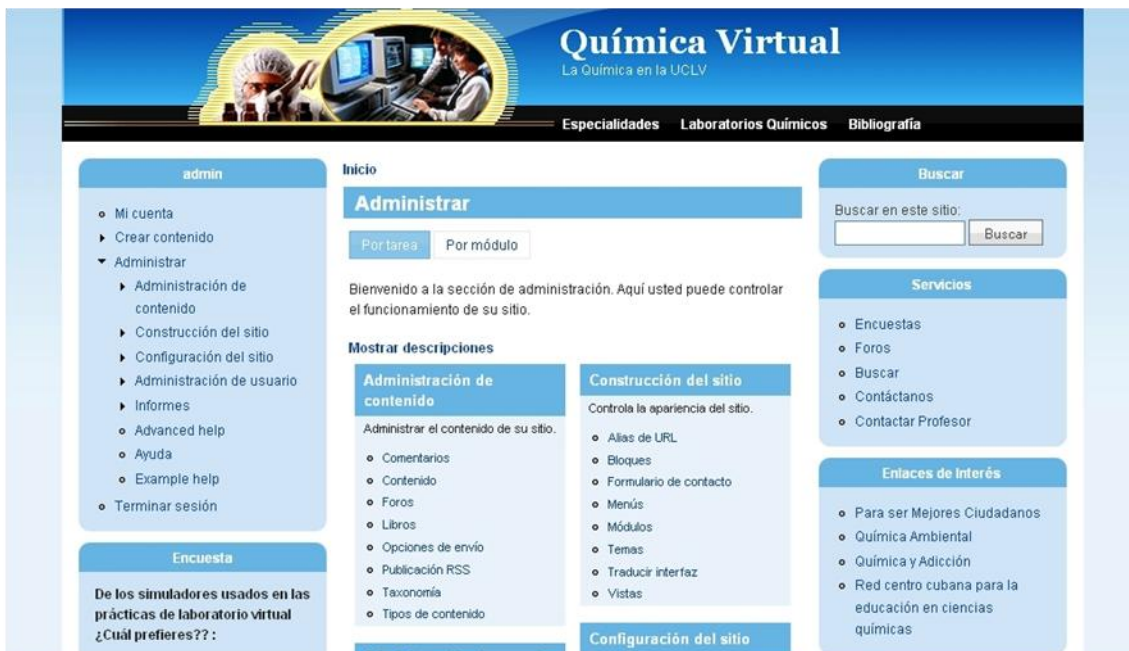 Química Virtual
La Química en la UCLV
Especialidades Laboratorios Químicos Bibliografía
admin
Mi cuenta
Crear contenido
Administrar
Administración de
contenido
Construcción del sitio
Configuración del sitio
Administración de usuario
Informes
Advanced help
Ayuda
Example help
Terminar sesión
Encuesta
De los simuladores usados en las
prácticas de laboratorio virtual
¿Cuál prefieres?? :
Inicio
Administrar
Por tarea Por módulo
Bienvenido a la sección de administración. Aquí usted puede controlar
el funcionamiento de su sitio.
Mostrar descripciones
Administración de
contenido
Administrar el contenido de su sitio.
Comentarios
Contenido
Foros
Libros
Opciones de envío
Publicación RSS
Taxonomía
Tipos de contenido
Construcción del sitio
Controla la apariencia del sitio.
Alias de URL
Bloques
Formulario de contacto
Menús
Módulos
Temas
Traducir interfaz
Vistas
Configuración del sitio
Buscar
Buscar en este sitio:
Buscar
Servicios
Encuestas
Foros
Buscar
Contáctanos
Contactar Profesor
Enlaces de Interés
Para ser Mejores Ciudadanos
Química Ambiental
Química y Adicción
Red centro cubana para la
educación en ciencias
químicas